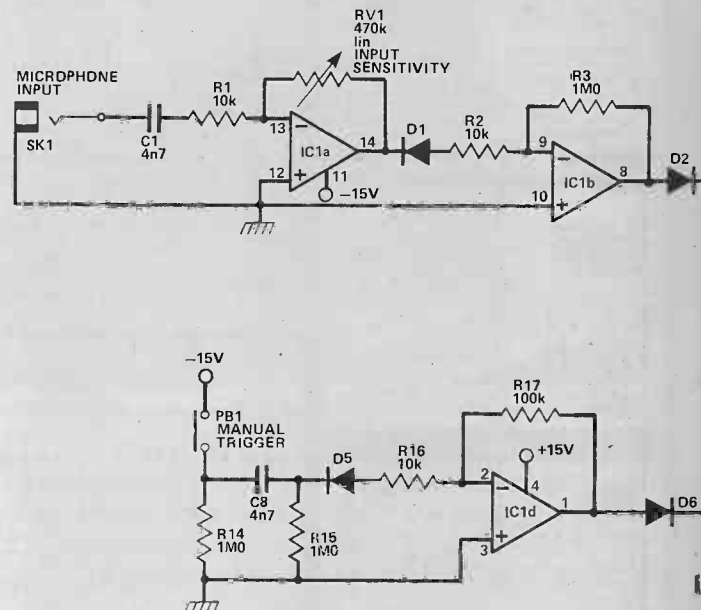 RV1
470k
lin
INPUT
SENSITIVITY
MICROPHONE
INPUT
SK1
C1
4n7
R1
10k
13
12
IC1a
14
11
−15V
D1
R2
10k
R3
1M0
9
10
IC1b
8
D2
−15V
PB1
MANUAL
TRIGGER
C8
4n7
R14
1M0
R15
1M0
D5
R16
10k
R17
100k
+15V
2
4
3
IC1d
1
D6